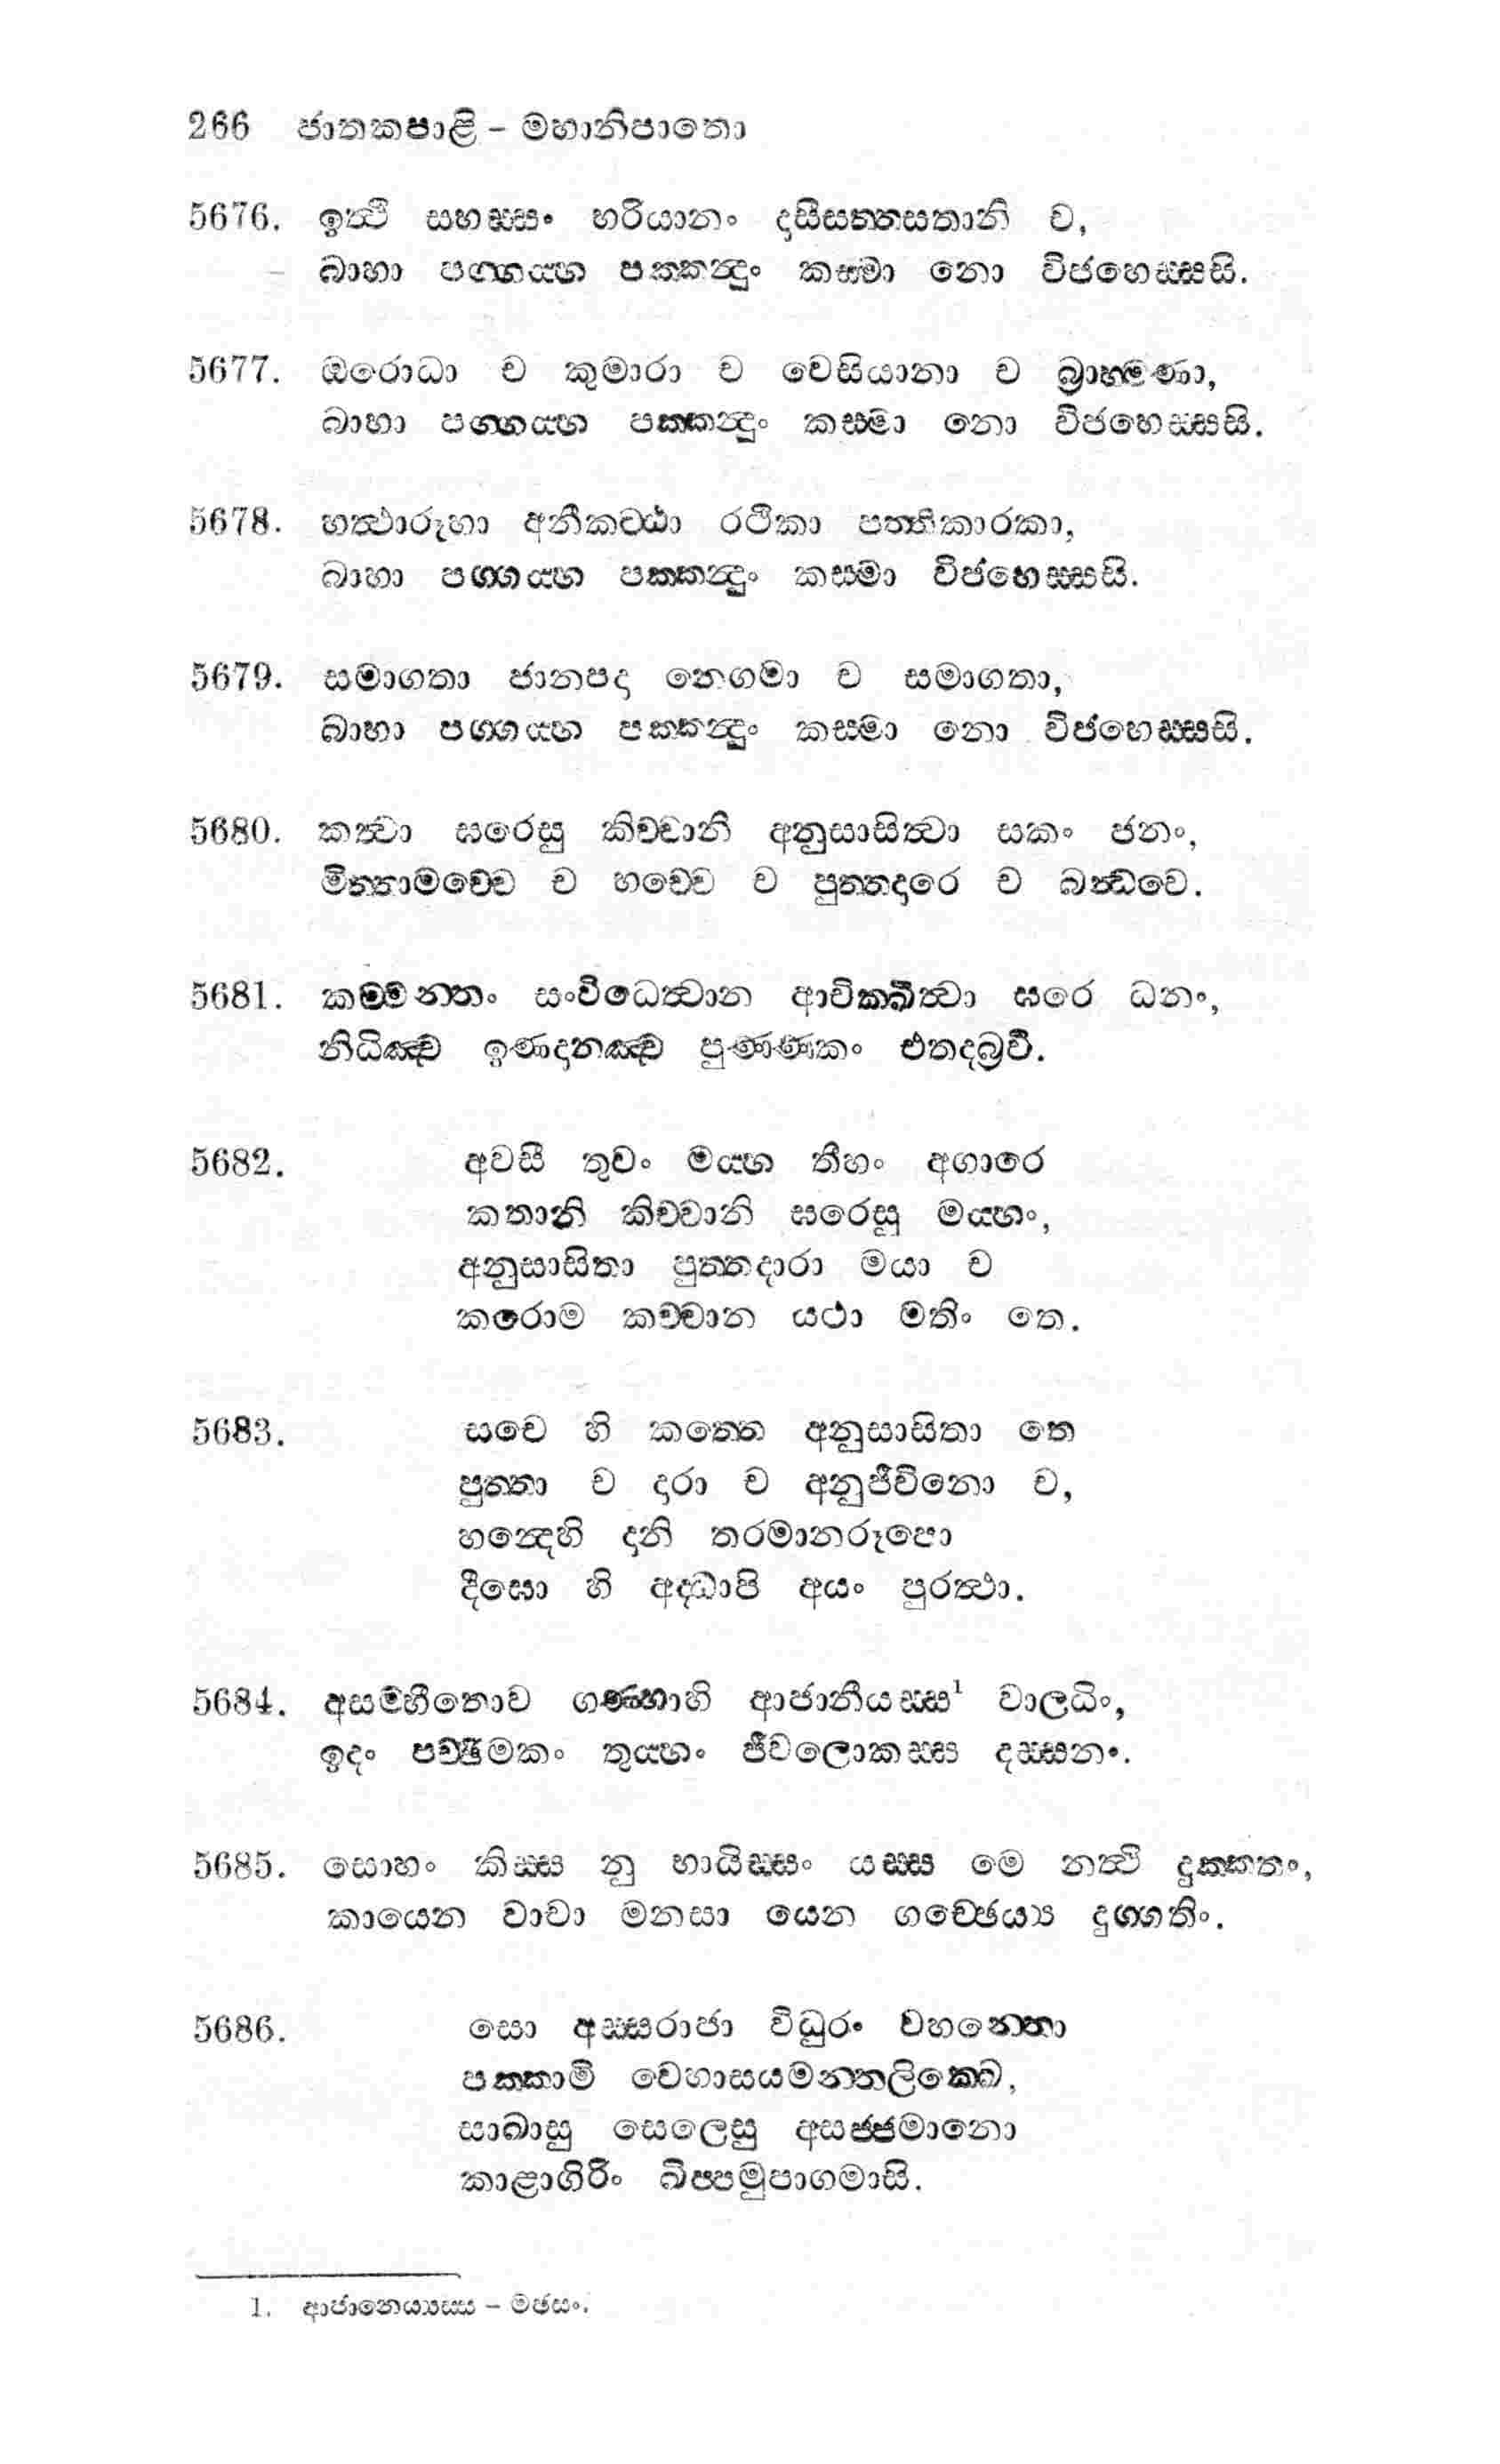 266 ජාතකපාළි – මහානිපාතො
5676. ඉත්ථි සහස්සං භරියානං දාසීසත්තසතානි ච,
බාහා පග්ගය්හ පක්කන්දුං කස්මා නො විජහෙස්සසි.
5677. ඔරොධා ච කුමාරා ච වෙසියානා ච බ්‍රාහ්මණා,
බාහා පග්ගය්හ පක්කන්දුං කස්මා නො විජහෙස්සසි.
5678. හත්ථාරූහා අනීකට්ඨා රථිකා පත්තිකාරකා,
බාහා පග්ගය්හ පක්කන්දුං කස්මා විජහෙස්සසි.
5679. සමාගතා ජානපදා නෙගමා ච සමාගතා,
බාහා පග්ගය්හ පක්කන්දුං කස්මා නො විජහෙස්සසි.
5680. කත්වා ඝරෙසු කිච්චානි අනුසාසිත්වා සකං ජනං,
මිත්තාමච්චෙ ච භච්චෙ ච පුත්තදාරෙ ච බන්ධවෙ.
5681. කම්මන්තං සංවිධෙත්වාන ආචික්ඛිත්වා ඝරෙ ධනං,
නිධිඤ්ච ඉණදානඤ්ච පුණ්ණකං එතදබ්‍රවී.
5682. අවසී තුවං මය්හ තීහං අගාරෙ
කතානි කිච්චානි ඝරෙසු මය්හං,
අනුසාසිතා පුත්තදාරා මයා ච
කරොම කච්චාන යථා මතිං තෙ.
5683. සචෙ හි කත්තෙ අනුසාසිතා තෙ
පුත්තා ච දාරා ච අනුජීවිනො ච,
හන්දෙහි දානි තරමානරූපො
දීඝො හි අද්ධාපි අයං පුරත්ථා.
5684. අසම්භීතොව ගණ්හාහි ආජානීයස්ස¹ වාලධිං,
ඉදං පච්ඡිමකං තුය්හං ජීවලොකස්ස දස්සනං.
5685. සොහං කිස්ස නු භායිස්සං යස්ස මෙ නත්ථි දුක්කතං,
කායෙන වාචා මනසා යෙන ගච්ඡෙය්‍ය දුග්ගතිං.
5686. සො අස්සරාජා විධුරං වහන්තො
පක්කාමි වෙහාසයමන්තලික්ඛෙ,
සාඛාසු සෙලෙසු අසජ්ජමානො
කාළාගිරිං ඛිප්පමුපාගමාසි.
1. ආජානෙය්‍යස්ස – මඡසං.